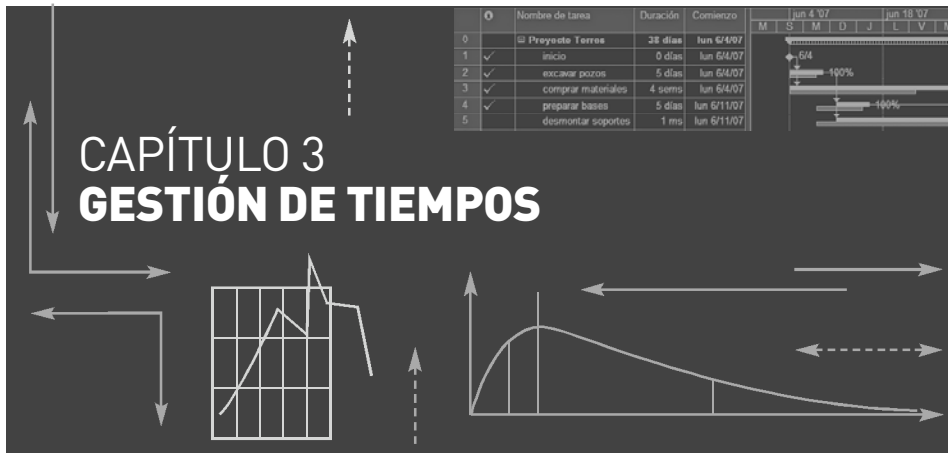 Nombre de tarea Duración Comienzo jun 4 '07 jun 18 '07
M S M D J L V M
0 Proyecto Torres 38 días lun 6/4/07
1 inicio 0 días lun 6/4/07 6/4
2 excavar pozos 5 días lun 6/4/07 100%
3 comprar materiales 4 sems lun 6/4/07
4 preparar bases 5 días lun 6/11/07 100%
5 desmontar soportes 1 ms lun 6/11/07
CAPÍTULO 3
GESTIÓN DE TIEMPOS